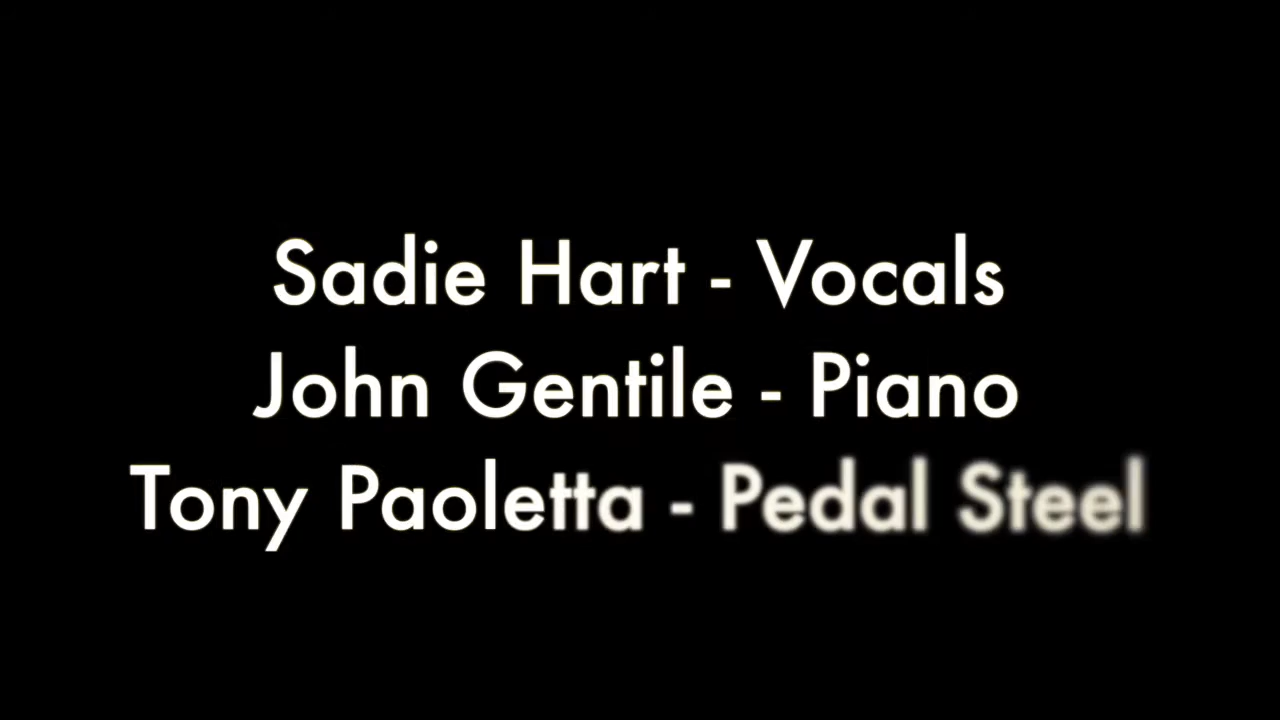 Sadie Hart - Vocals
John Gentile - Piano
Tony Paoletta - Pedal Steel